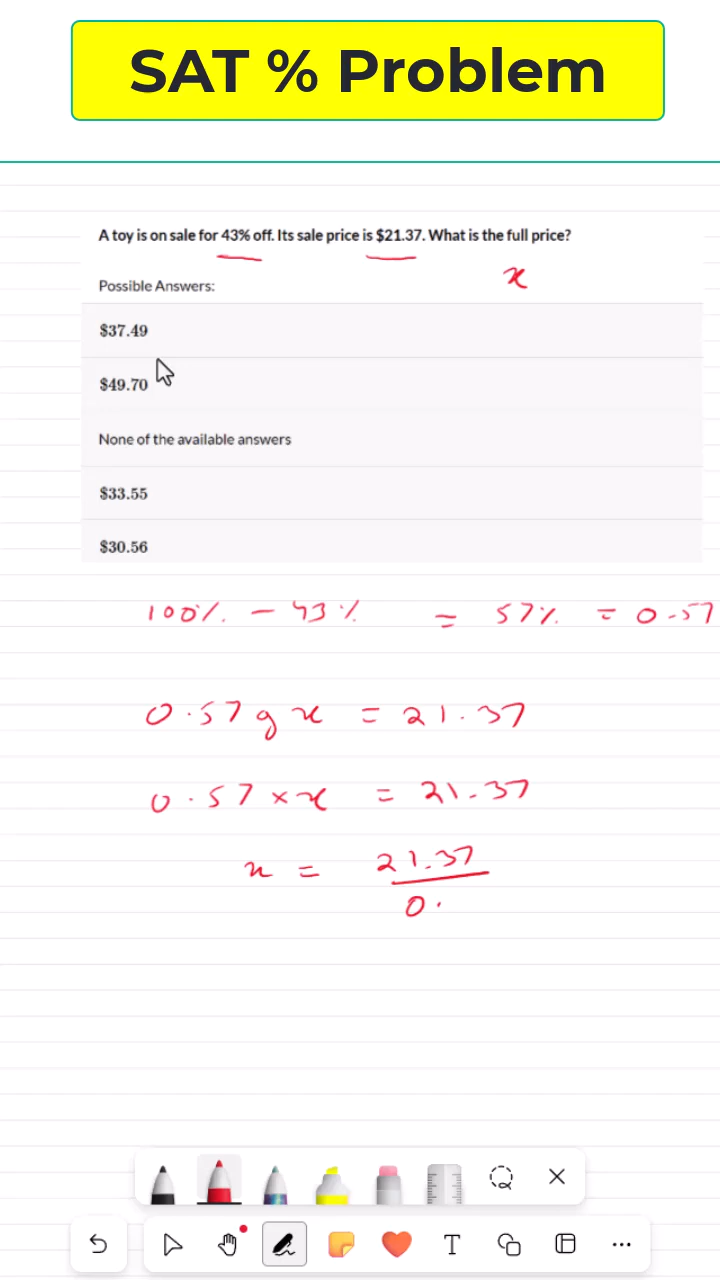 SAT % Problem
A toy is on sale for 43% off. Its sale price is $21.37. What is the full price?
x
Possible Answers:
$37.49
$49.70
None of the available answers
$33.55
$30.56
100% - 43% = 57% = 0.57
0.57 of x = 21.37
0.57 × x = 21.37
x = 21.37
0.
T